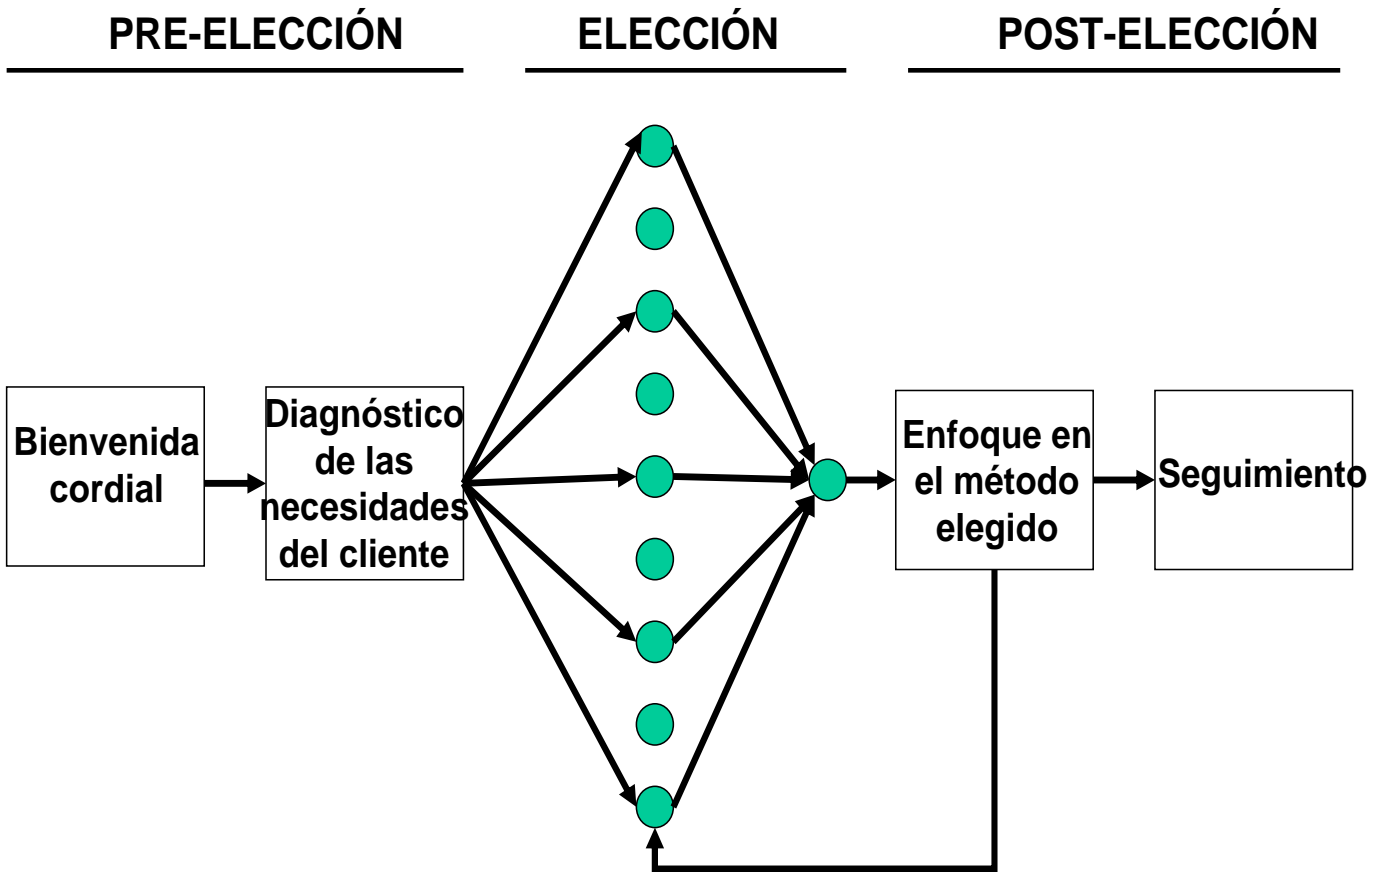 PRE-ELECCIÓN
ELECCIÓN
POST-ELECCIÓN
Bienvenida
cordial
Diagnóstico
de las
necesidades
del cliente
Enfoque en
el método
elegido
Seguimiento